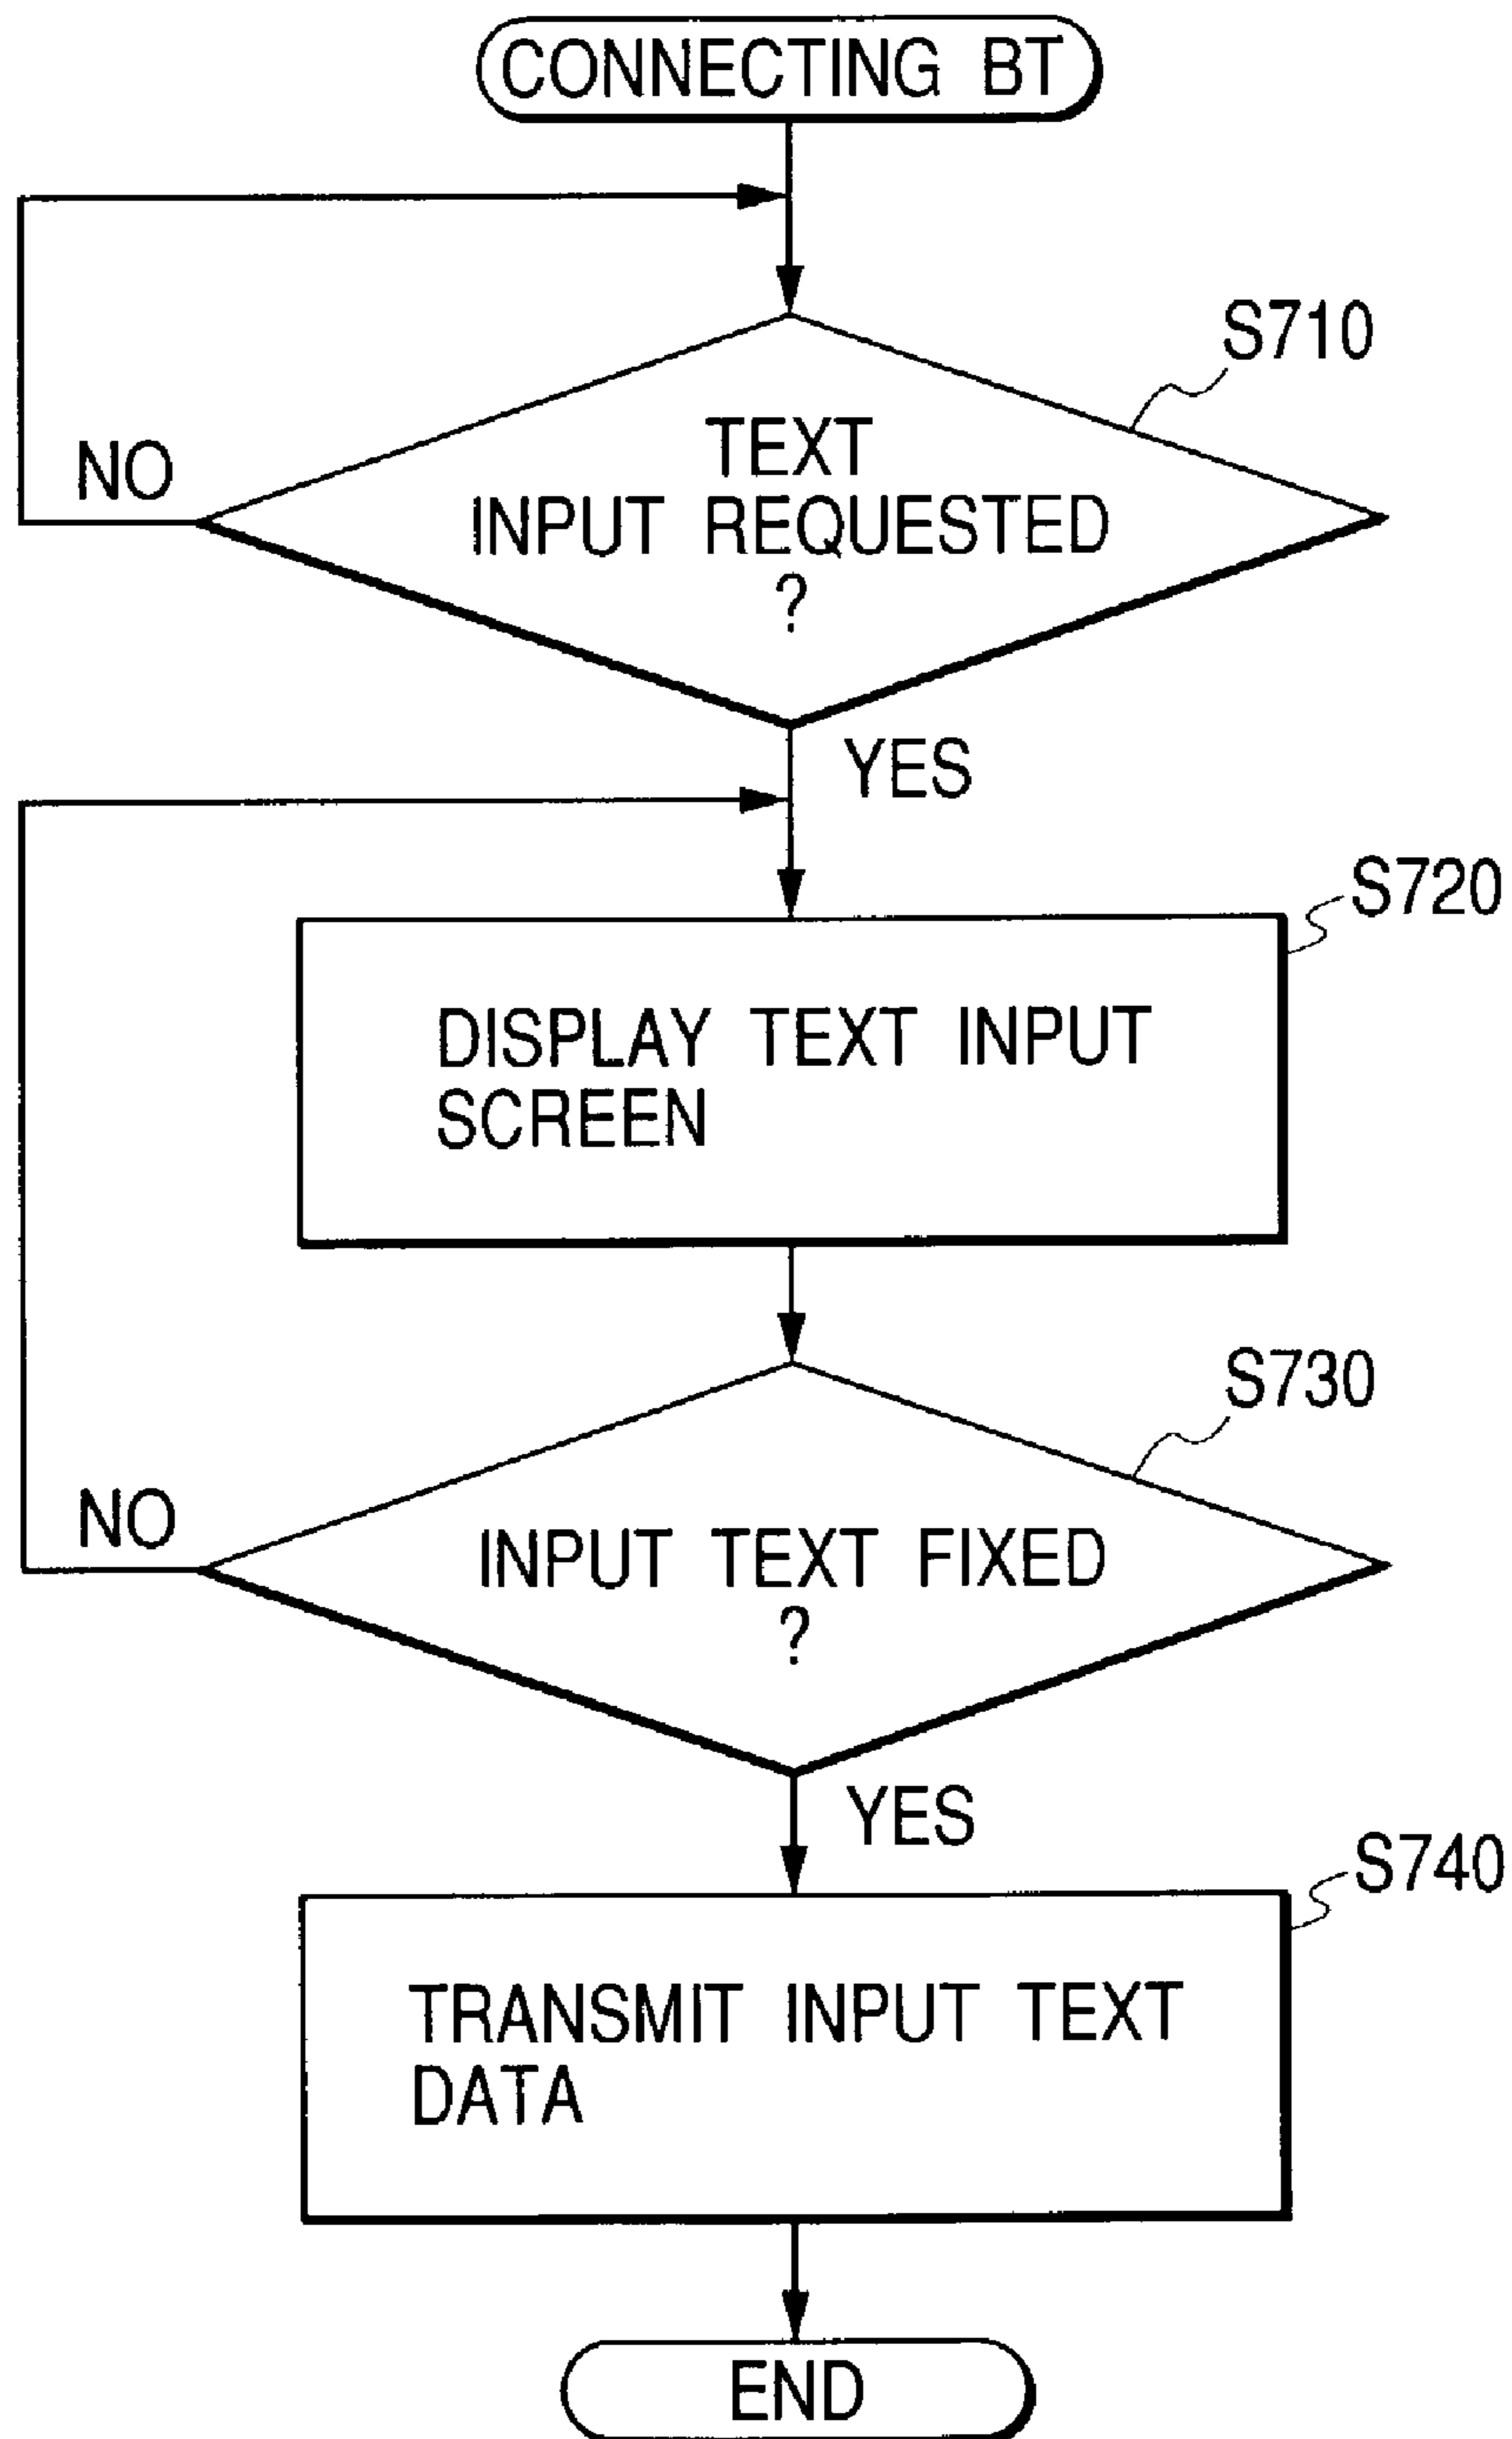 CONNECTING BT
S710
NO
TEXT
INPUT REQUESTED
?
YES
S720
DISPLAY TEXT INPUT
SCREEN
S730
NO
INPUT TEXT FIXED
?
YES
S740
TRANSMIT INPUT TEXT
DATA
END